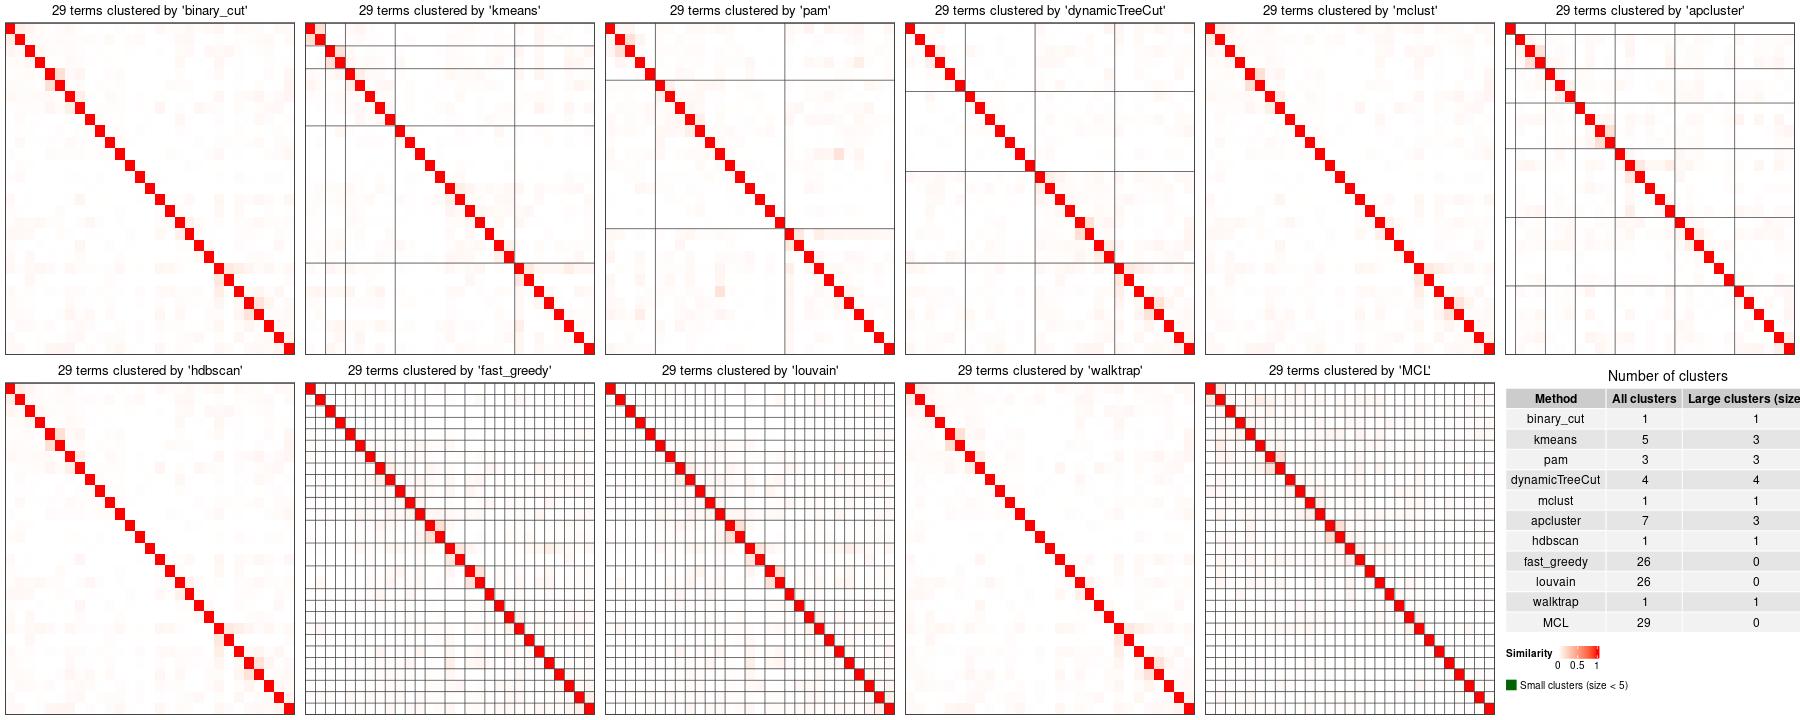 29 terms clustered by 'binary_cut'
29 terms clustered by 'kmeans'
29 terms clustered by 'pam'
29 terms clustered by 'dynamicTreeCut'
29 terms clustered by 'mclust'
29 terms clustered by 'apcluster'
29 terms clustered by 'hdbscan'
29 terms clustered by 'fast_greedy'
29 terms clustered by 'louvain'
29 terms clustered by 'walktrap'
29 terms clustered by 'MCL'
Number of clusters
Method All clusters Large clusters (size
binary_cut 1 1
kmeans 5 3
pam 3 3
dynamicTreeCut 4 4
mclust 1 1
apcluster 7 3
hdbscan 1 1
fast_greedy 26 0
louvain 26 0
walktrap 1 1
MCL 29 0
Similarity
0 0.5 1
Small clusters (size < 5)